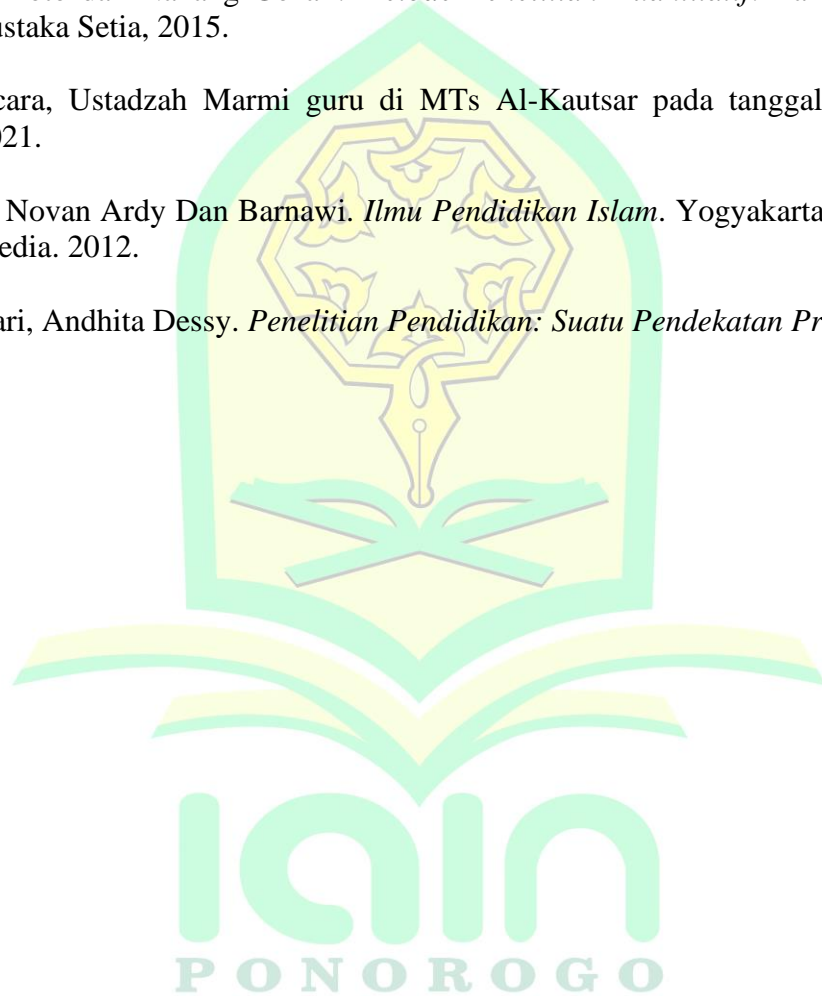 ustaka Setia, 2015.
cara, Ustadzah Marmi guru di MTs Al-Kautsar pada tanggal
021.
Novan Ardy Dan Barnawi. Ilmu Pendidikan Islam. Yogyakarta
edia. 2012.
ari, Andhita Dessy. Penelitian Pendidikan: Suatu Pendekatan Pr
iain
PONOROGO